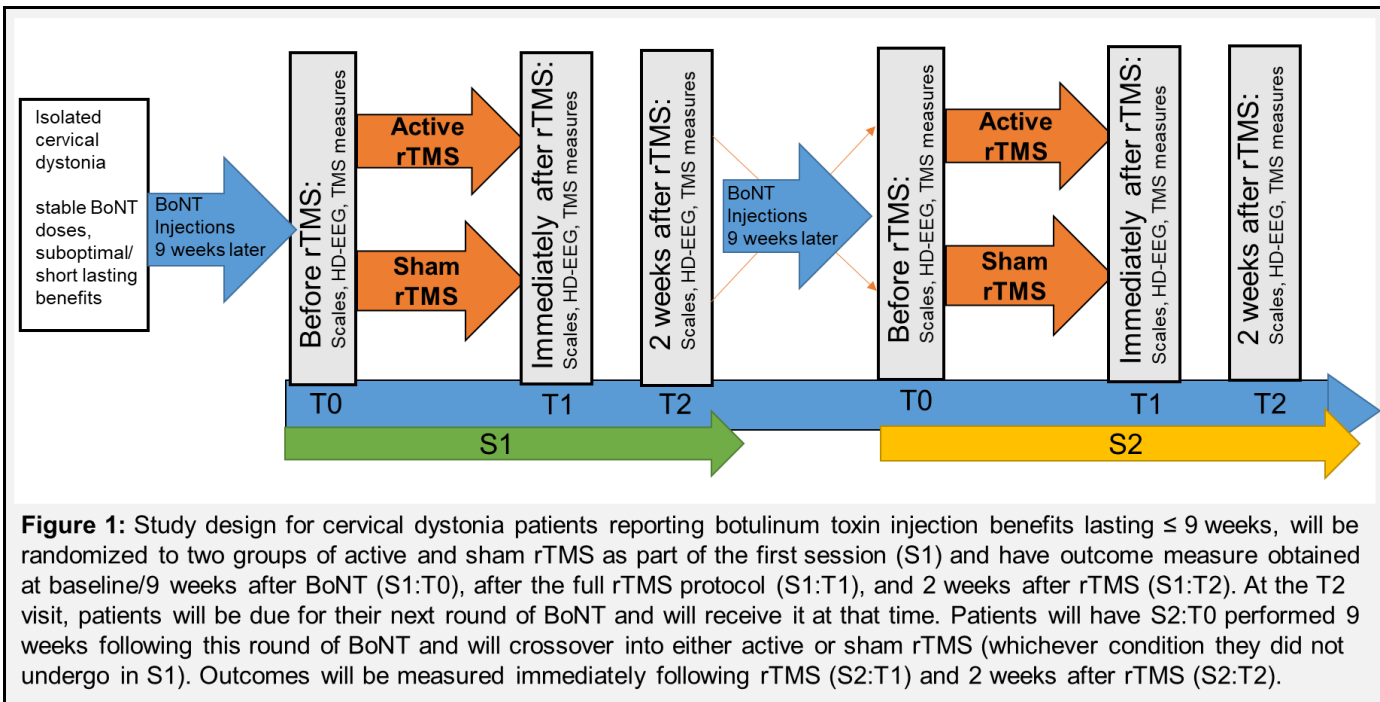 Isolated
cervical
dystonia
stable BoNT
doses,
suboptimal/
short lasting
benefits
BoNT
Injections
9 weeks later
Before rTMS:
Scales, HD-EEG, TMS measures
Active
rTMS
Sham
rTMS
Immediately after rTMS:
Scales, HD-EEG, TMS measures
2 weeks after rTMS:
Scales, HD-EEG, TMS measures
BoNT
Injections
9 weeks later
Before rTMS:
Scales, HD-EEG, TMS measures
Active
rTMS
Sham
rTMS
Immediately after rTMS:
Scales, HD-EEG, TMS measures
2 weeks after rTMS:
Scales, HD-EEG, TMS measures
T0
T1
T2
T0
T1
T2
S1
S2
Figure 1: Study design for cervical dystonia patients reporting botulinum toxin injection benefits lasting ≤ 9 weeks, will be
randomized to two groups of active and sham rTMS as part of the first session (S1) and have outcome measure obtained
at baseline/9 weeks after BoNT (S1:T0), after the full rTMS protocol (S1:T1), and 2 weeks after rTMS (S1:T2). At the T2
visit, patients will be due for their next round of BoNT and will receive it at that time. Patients will have S2:T0 performed 9
weeks following this round of BoNT and will crossover into either active or sham rTMS (whichever condition they did not
undergo in S1). Outcomes will be measured immediately following rTMS (S2:T1) and 2 weeks after rTMS (S2:T2).